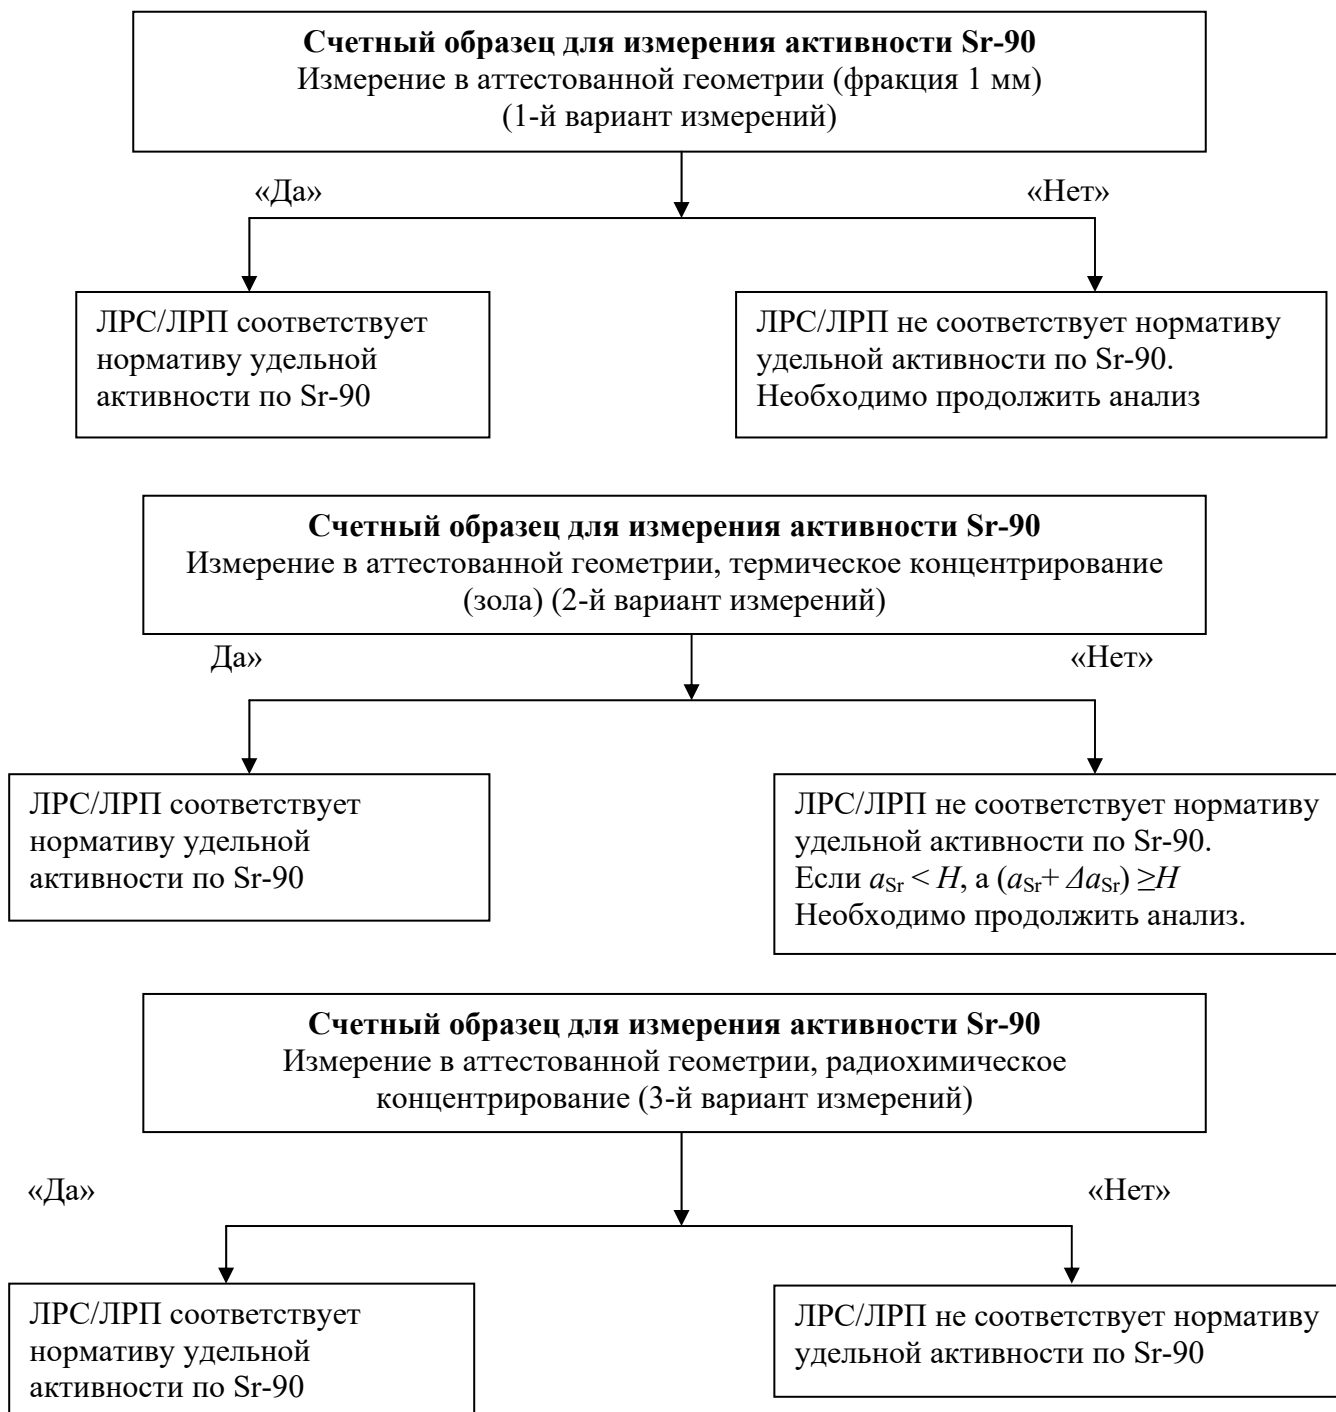 Счетный образец для измерения активности Sr-90
Измерение в аттестованной геометрии (фракция 1 мм)
(1-й вариант измерений)
«Да»
«Нет»
ЛРС/ЛРП соответствует
нормативу удельной
активности по Sr-90
ЛРС/ЛРП не соответствует нормативу
удельной активности по Sr-90.
Необходимо продолжить анализ
Счетный образец для измерения активности Sr-90
Измерение в аттестованной геометрии, термическое концентрирование
(зола) (2-й вариант измерений)
Да»
«Нет»
ЛРС/ЛРП соответствует
нормативу удельной
активности по Sr-90
ЛРС/ЛРП не соответствует нормативу
удельной активности по Sr-90.
Если aSr < H, а (aSr+ ΔaSr) ≥H
Необходимо продолжить анализ.
Счетный образец для измерения активности Sr-90
Измерение в аттестованной геометрии, радиохимическое
концентрирование (3-й вариант измерений)
«Да»
«Нет»
ЛРС/ЛРП соответствует
нормативу удельной
активности по Sr-90
ЛРС/ЛРП не соответствует нормативу
удельной активности по Sr-90